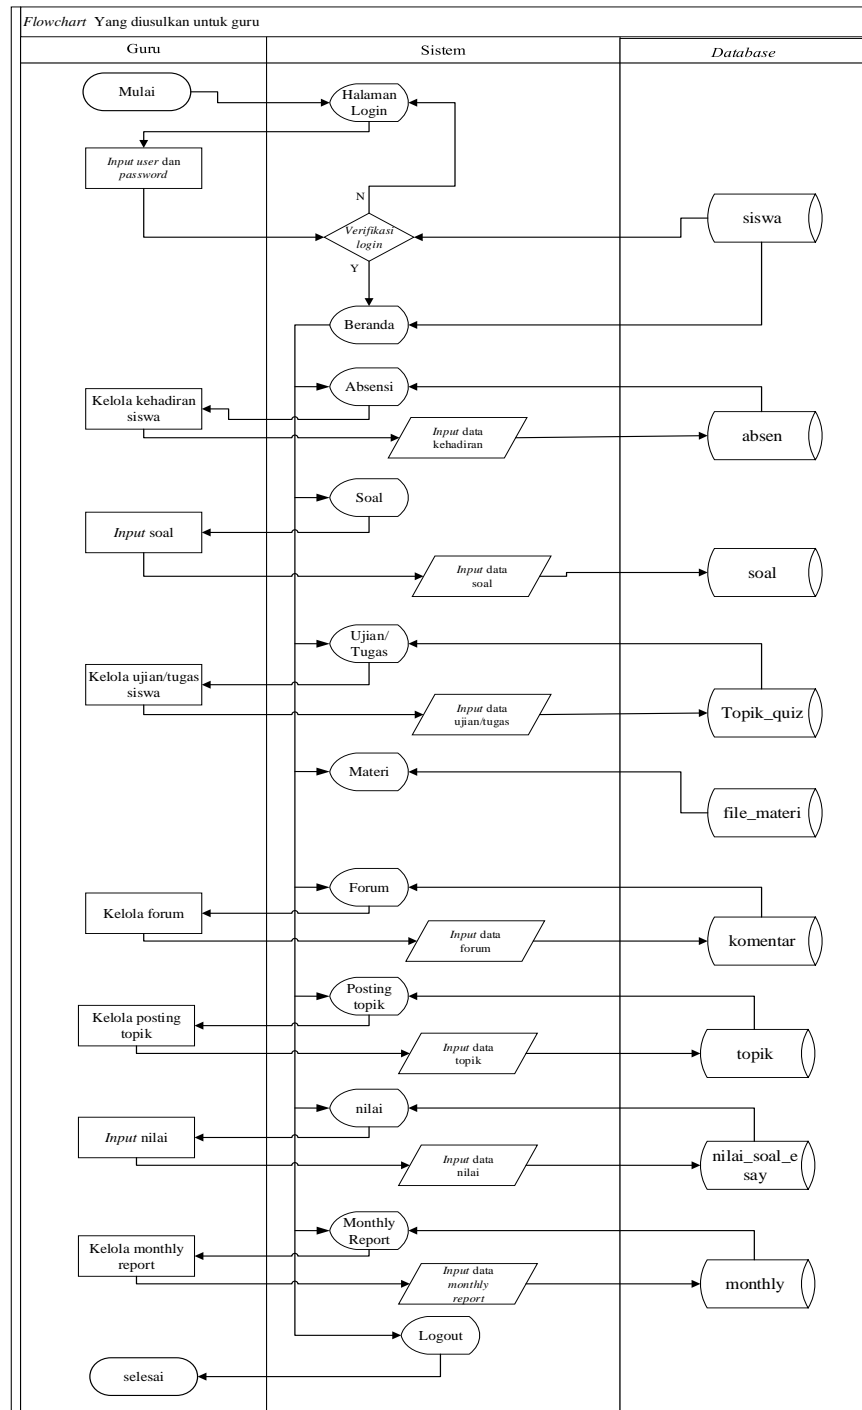 Flowchart Yang diusulkan untuk guru
Guru
Sistem
Database
Mulai
Halaman
Login
Input user dan
password
N
Verifikasi
login
Y
siswa
Beranda
Absensi
Kelola kehadiran
siswa
Input data
kehadiran
absen
Soal
Input soal
Input data
soal
soal
Ujian/
Tugas
Kelola ujian/tugas
siswa
Input data
ujian/tugas
Topik_quiz
Materi
file_materi
Forum
Kelola forum
Input data
forum
komentar
Posting
topik
Kelola posting
topik
Input data
topik
topik
nilai
Input nilai
Input data
nilai
nilai_soal_e
say
Monthly
Report
Kelola monthly
report
Input data
monthly
report
monthly
Logout
selesai